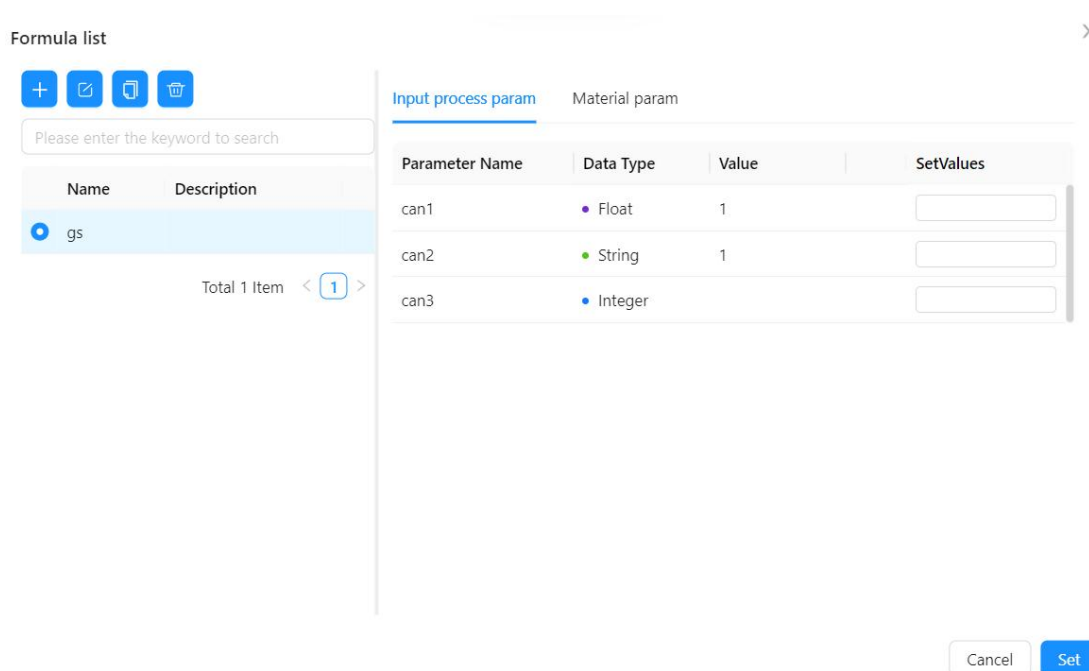 Formula list
Please enter the keyword to search
Name Description
gs
Total 1 Item < 1 >
Input process param Material param
Parameter Name Data Type Value SetValues
can1 Float 1
can2 String 1
can3 Integer
Cancel Set